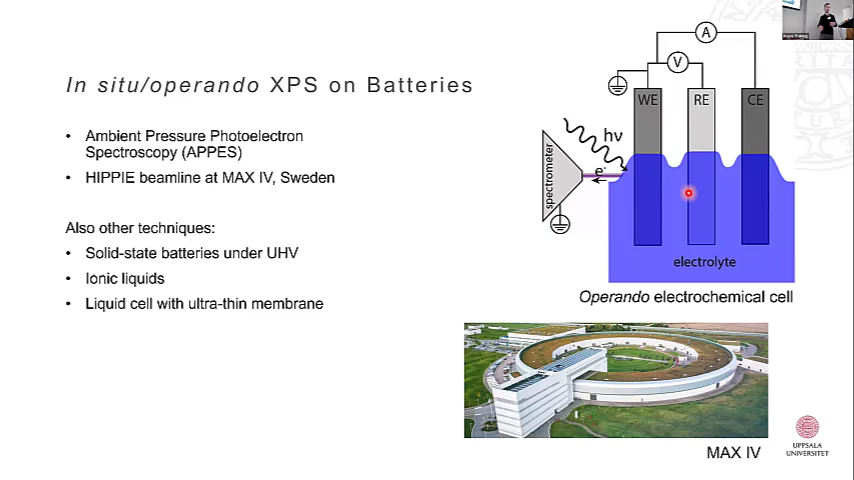 In situ/operando XPS on Batteries
• Ambient Pressure Photoelectron
Spectroscopy (APPES)
• HIPPIE beamline at MAX IV, Sweden
Also other techniques:
• Solid-state batteries under UHV
• Ionic liquids
• Liquid cell with ultra-thin membrane
A
V
WE
RE
CE
hν
e-
spectrometer
electrolyte
Operando electrochemical cell
MAX IV
UPPSALA
UNIVERSITET